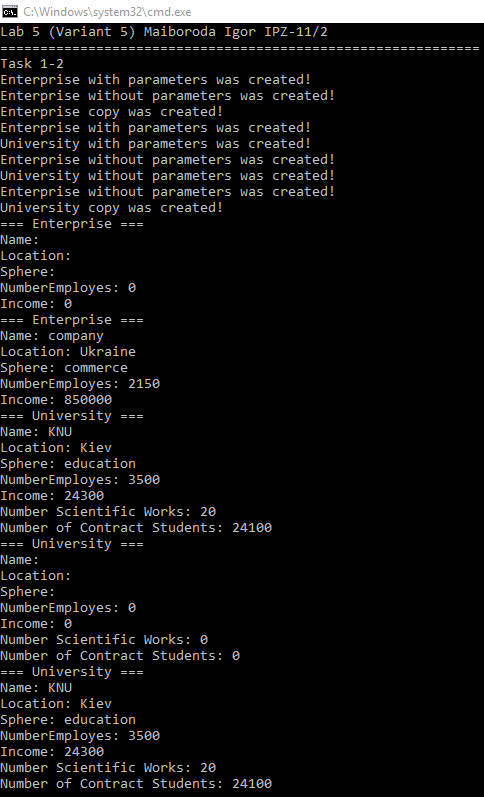 C:\Windows\system32\cmd.exe
Lab 5 (Variant 5) Maiboroda Igor IPZ-11/2
============================================================
Task 1-2
Enterprise with parameters was created!
Enterprise without parameters was created!
Enterprise copy was created!
Enterprise with parameters was created!
University with parameters was created!
Enterprise without parameters was created!
University without parameters was created!
Enterprise without parameters was created!
University copy was created!
=== Enterprise ===
Name:
Location:
Sphere:
NumberEmployes: 0
Income: 0
=== Enterprise ===
Name: company
Location: Ukraine
Sphere: commerce
NumberEmployes: 2150
Income: 850000
=== University ===
Name: KNU
Location: Kiev
Sphere: education
NumberEmployes: 3500
Income: 24300
Number Scientific Works: 20
Number of Contract Students: 24100
=== University ===
Name:
Location:
Sphere:
NumberEmployes: 0
Income: 0
Number Scientific Works: 0
Number of Contract Students: 0
=== University ===
Name: KNU
Location: Kiev
Sphere: education
NumberEmployes: 3500
Income: 24300
Number Scientific Works: 20
Number of Contract Students: 24100